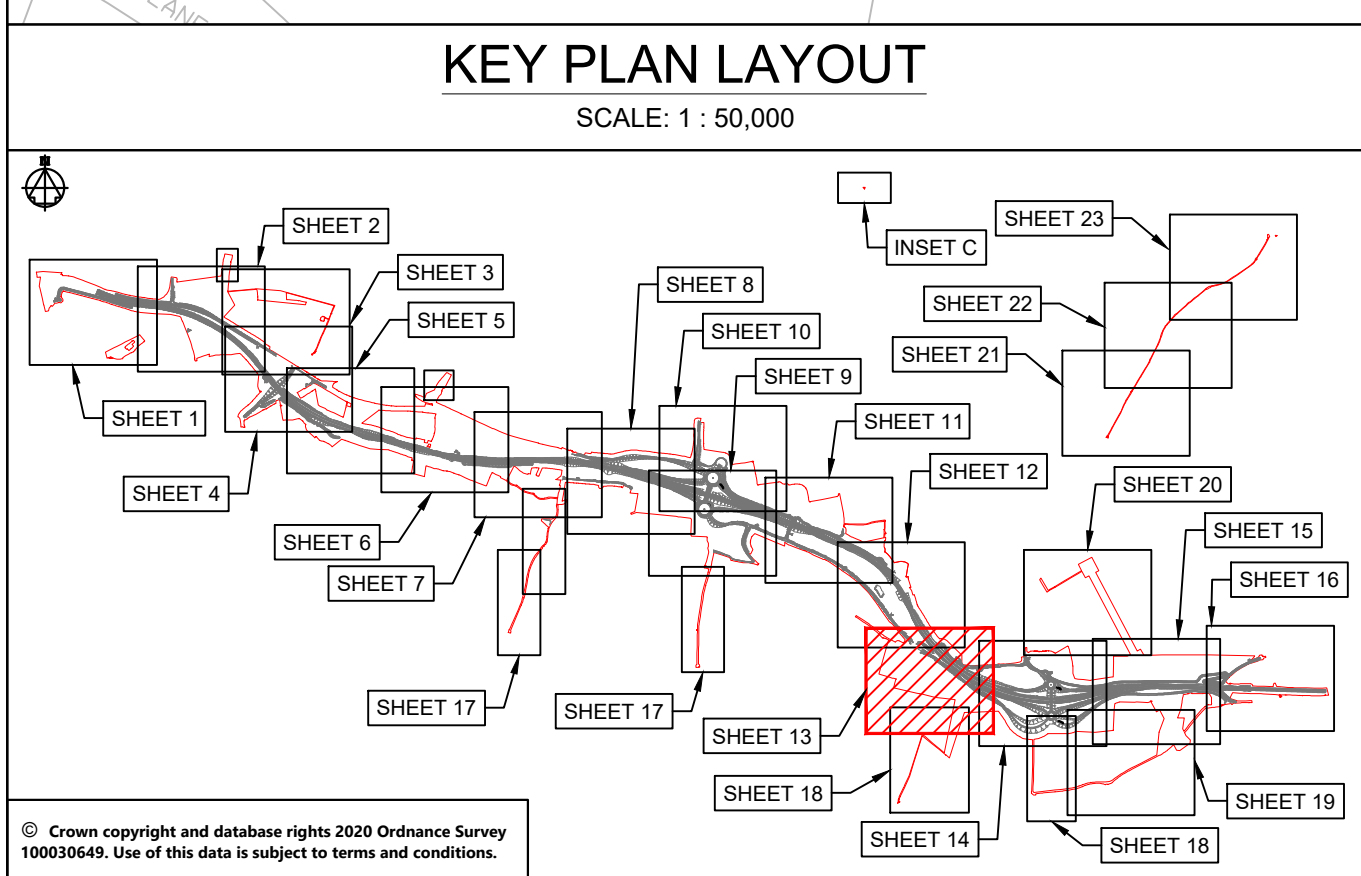 LANE
KEY PLAN LAYOUT
SCALE: 1 : 50,000
N
INSET C
SHEET 23
SHEET 2
SHEET 3
SHEET 8
SHEET 22
SHEET 5
SHEET 10
SHEET 21
SHEET 9
SHEET 1
SHEET 11
SHEET 4
SHEET 12
SHEET 20
SHEET 6
SHEET 15
SHEET 7
SHEET 16
SHEET 17
SHEET 17
SHEET 13
SHEET 18
SHEET 19
SHEET 14
SHEET 18
© Crown copyright and database rights 2020 Ordnance Survey
100030649. Use of this data is subject to terms and conditions.